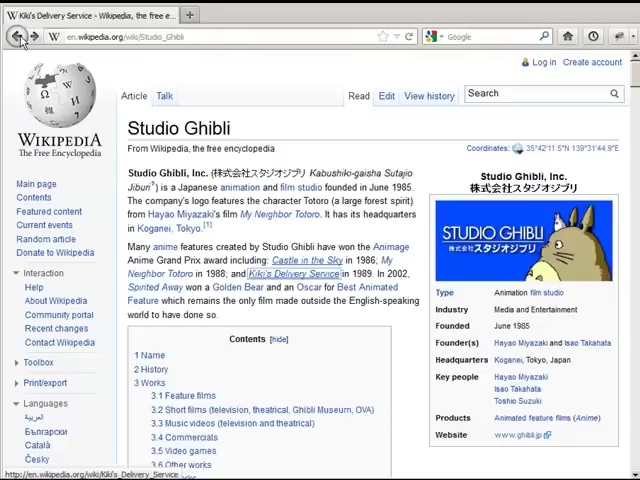 Kiki's Delivery Service - Wikipedia, the free e...
en.wikipedia.org/wiki/Studio_Ghibli
Google
Log in Create account
Article Talk
Read Edit View history
Search
WIKIPEDIA
The Free Encyclopedia
Main page
Contents
Featured content
Current events
Random article
Donate to Wikipedia
Interaction
Help
About Wikipedia
Community portal
Recent changes
Contact Wikipedia
Toolbox
Print/export
Languages
العربية
Български
Català
Česky
Studio Ghibli
From Wikipedia, the free encyclopedia
Coordinates: 35°42′11.5″N 139°31′44.9″E
Studio Ghibli, Inc. (株式会社スタジオジブリ Kabushiki-gaisha Sutajio
Jiburi?) is a Japanese animation and film studio founded in June 1985.
The company's logo features the character Totoro (a large forest spirit)
from Hayao Miyazaki's film My Neighbor Totoro. It has its headquarters
in Koganei, Tokyo.[1]
Many anime features created by Studio Ghibli have won the Animage
Anime Grand Prix award including: Castle in the Sky in 1986; My
Neighbor Totoro in 1988; and Kiki's Delivery Service in 1989. In 2002,
Spirited Away won a Golden Bear and an Oscar for Best Animated
Feature which remains the only film made outside the English-speaking
world to have done so.
Contents [hide]
1 Name
2 History
3 Works
3.1 Feature films
3.2 Short films (television, theatrical, Ghibli Museum, OVA)
3.3 Music videos (television and theatrical)
3.4 Commercials
3.5 Video games
3.6 Other works
Studio Ghibli, Inc.
株式会社スタジオジブリ
STUDIO GHIBLI
株式会社スタジオジブリ
Type Animation film studio
Industry Media and Entertainment
Founded June 1985
Founder(s) Hayao Miyazaki and Isao Takahata
Headquarters Koganei, Tokyo, Japan
Key people Hayao Miyazaki
Isao Takahata
Toshio Suzuki
Products Animated feature films (Anime)
Website www.ghibli.jp
http://en.wikipedia.org/wiki/Kiki's_Delivery_Service